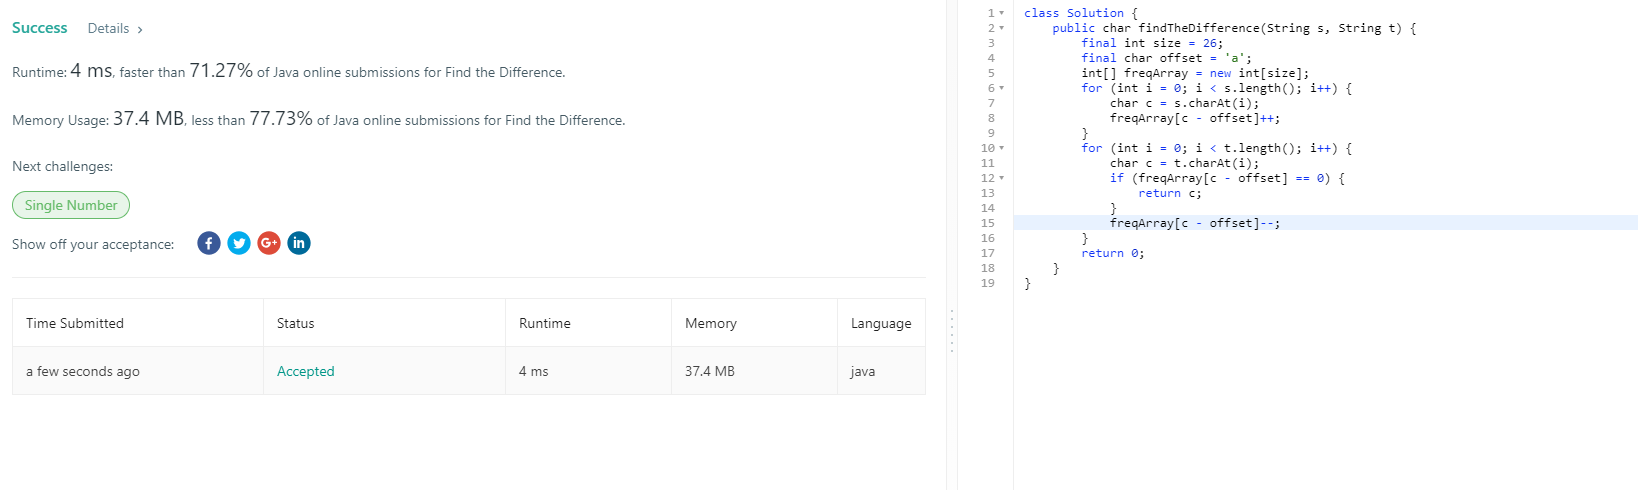 Success Details >
Runtime: 4 ms, faster than 71.27% of Java online submissions for Find the Difference.
Memory Usage: 37.4 MB, less than 77.73% of Java online submissions for Find the Difference.
Next challenges:
Single Number
Show off your acceptance: f G+ in
Time Submitted Status Runtime Memory Language
a few seconds ago Accepted 4 ms 37.4 MB java
1 class Solution {
2 public char findTheDifference(String s, String t) {
3 final int size = 26;
4 final char offset = 'a';
5 int[] freqArray = new int[size];
6 for (int i = 0; i < s.length(); i++) {
7 char c = s.charAt(i);
8 freqArray[c - offset]++;
9 }
10 for (int i = 0; i < t.length(); i++) {
11 char c = t.charAt(i);
12 if (freqArray[c - offset] == 0) {
13 return c;
14 }
15 freqArray[c - offset]--;
16 }
17 return 0;
18 }
19 }